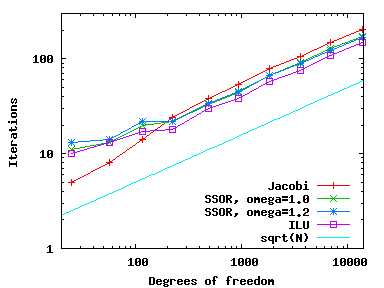 100
10
1
Iterations
Jacobi
SSOR, omega=1.0
SSOR, omega=1.2
ILU
sqrt(N)
100 1000 10000
Degrees of freedom